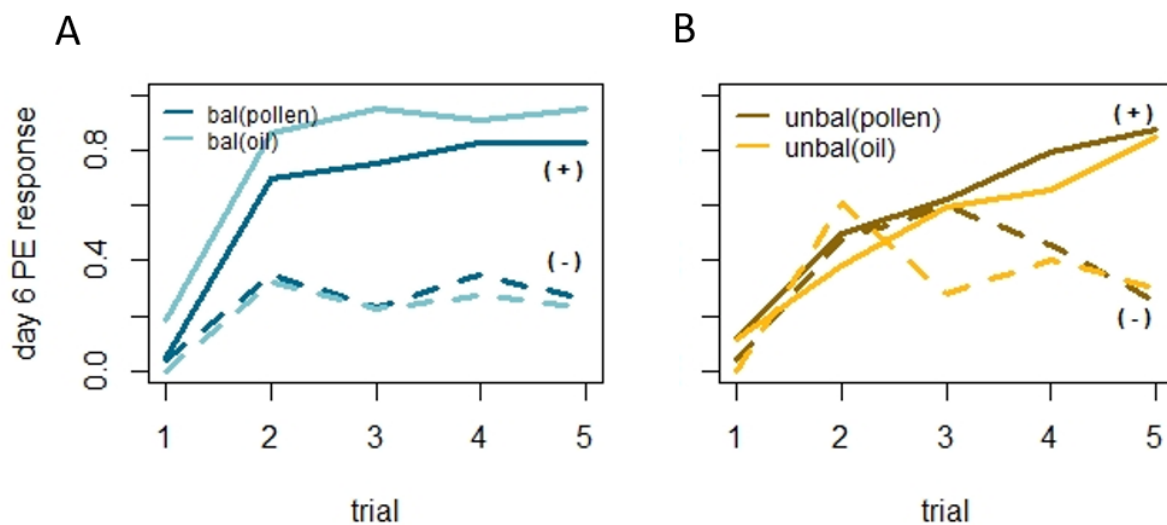 A
day 6 PE response
0.0 0.4 0.8
bal(pollen)
bal(oil)
(+)
(-)
1 2 3 4 5
trial
B
unbal(pollen)
unbal(oil)
(+)
(-)
1 2 3 4 5
trial